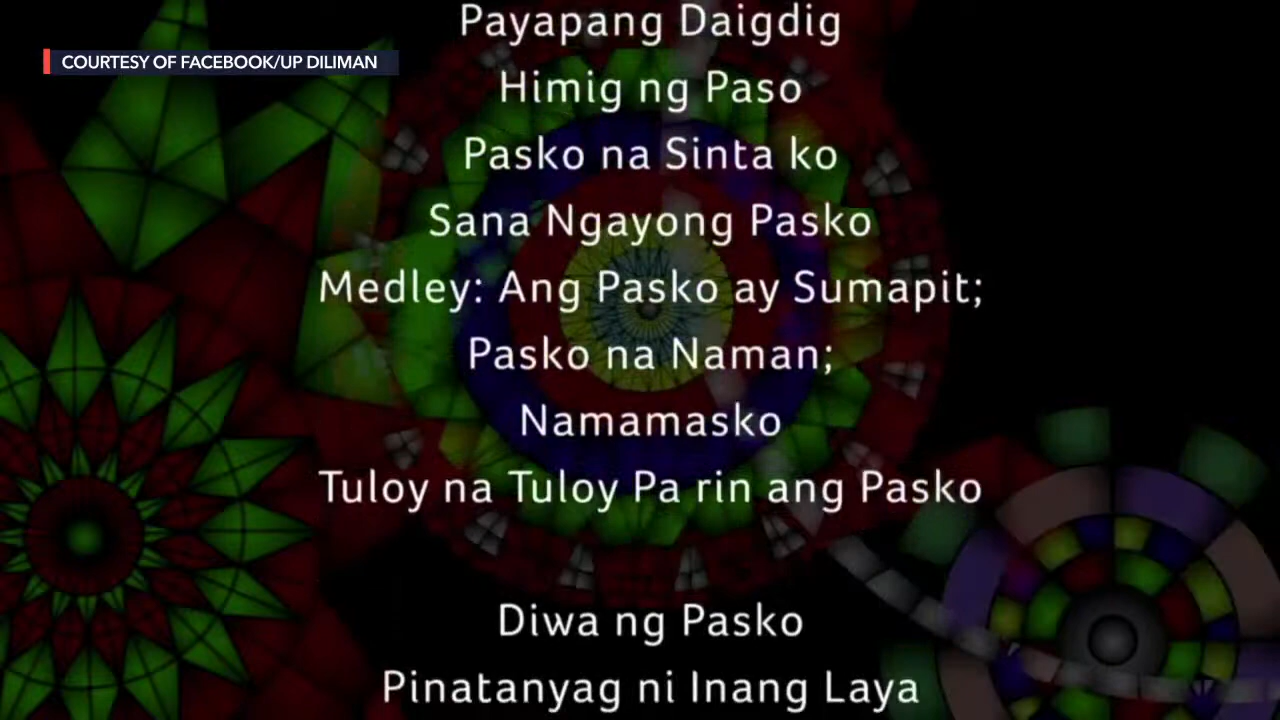 Payapang Daigdig
COURTESY OF FACEBOOK/UP DILIMAN
Himig ng Paso
Pasko na Sinta ko
Sana Ngayong Pasko
Medley: Ang Pasko ay Sumapit;
Pasko na Naman;
Namamasko
Tuloy na Tuloy Pa rin ang Pasko
Diwa ng Pasko
Pinatanyag ni Inang Laya